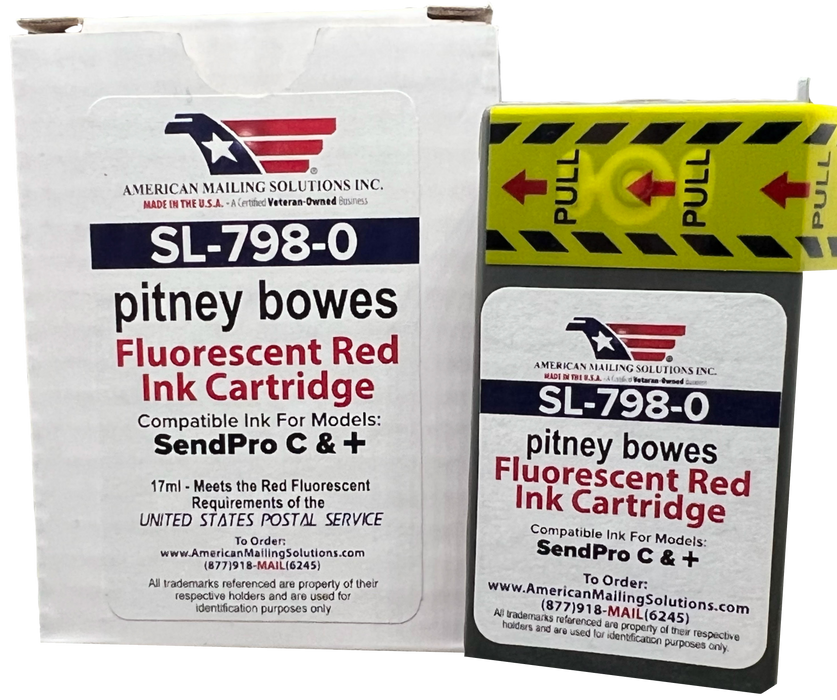 ®
AMERICAN MAILING SOLUTIONS INC.
MADE IN THE U.S.A. - A Certified Veteran-Owned Business
SL-798-0
pitney bowes
Fluorescent Red
Ink Cartridge
Compatible Ink For Models:
SendPro C & +
17ml - Meets the Red Fluorescent
Requirements of the
UNITED STATES POSTAL SERVICE
To Order:
www.AmericanMailingSolutions.com
(877)918-MAIL(6245)
All trademarks referenced are property of their
respective holders and are used for
identification purposes only
PULL
PULL
PULL
®
AMERICAN MAILING SOLUTIONS INC.
MADE IN THE U.S.A. - A Certified Veteran-Owned Business
SL-798-0
pitney bowes
Fluorescent Red
Ink Cartridge
Compatible Ink For Models:
SendPro C & +
To Order:
www.AmericanMailingSolutions.com
(877)918-MAIL(6245)
All trademarks referenced are property of their respective
holders and are used for identification purposes only.